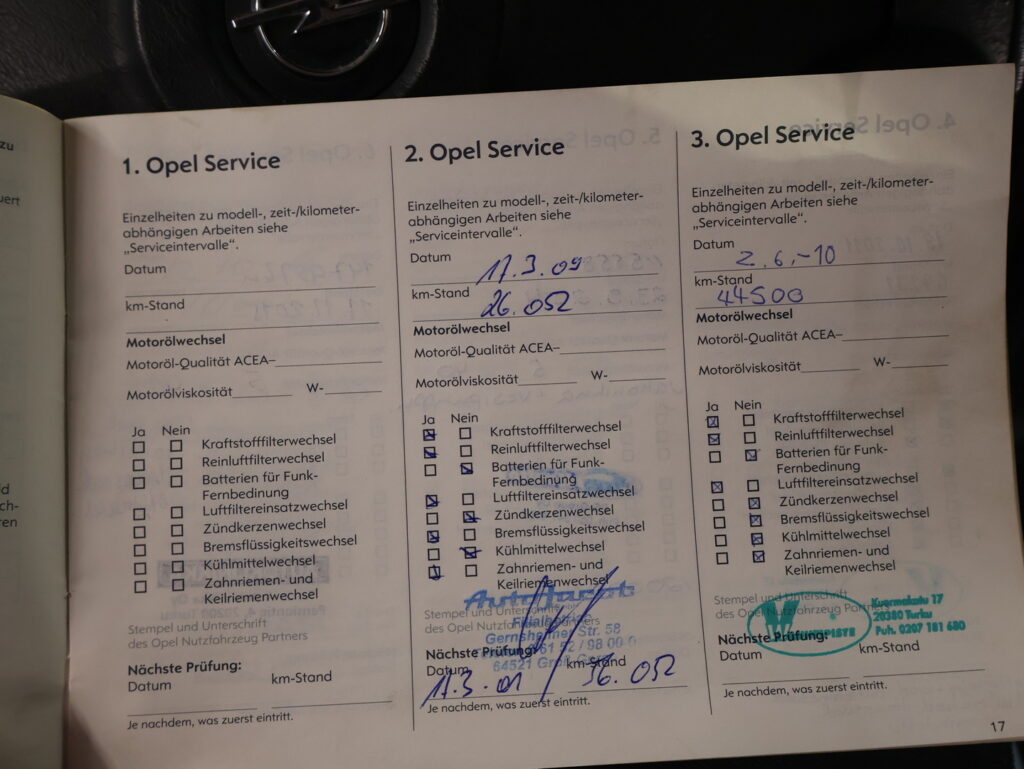 zu
uert
d
ch-
ren
1. Opel Service
Einzelheiten zu modell-, zeit-/kilometer-
abhängigen Arbeiten siehe
„Serviceintervalle“.
Datum
km-Stand
Motorölwechsel
Motoröl-Qualität ACEA–
Motorölviskosität W-
Ja Nein
Kraftstofffilterwechsel
Reinluftfilterwechsel
Batterien für Funk-
Fernbedinung
Luftfiltereinsatzwechsel
Zündkerzenwechsel
Bremsflüssigkeitswechsel
Kühlmittelwechsel
Zahnriemen- und
Keilriemenwechsel
Stempel und Unterschrift
des Opel Nutzfahrzeug Partners
Nächste Prüfung:
Datum km-Stand
Je nachdem, was zuerst eintritt.
2. Opel Service
Einzelheiten zu modell-, zeit-/kilometer-
abhängigen Arbeiten siehe
„Serviceintervalle“.
Datum 17.3.09
km-Stand 26.052
Motorölwechsel
Motoröl-Qualität ACEA–
Motorölviskosität W-
Ja Nein
Kraftstofffilterwechsel
Reinluftfilterwechsel
Batterien für Funk-
Fernbedinung
Luftfiltereinsatzwechsel
Zündkerzenwechsel
Bremsflüssigkeitswechsel
Kühlmittelwechsel
Zahnriemen- und
Keilriemenwechsel
Stempel und Unterschrift
des Opel Nutzfahrzeug Partners
Gernsheimer Str. 58
64521
Nächste Prüfung:
Datum km-Stand
56.052
Je nachdem, was zuerst eintritt.
3. Opel Service
Einzelheiten zu modell-, zeit-/kilometer-
abhängigen Arbeiten siehe
„Serviceintervalle“.
Datum 2.6.-10
km-Stand 44500
Motorölwechsel
Motoröl-Qualität ACEA–
Motorölviskosität W-
Ja Nein
Kraftstofffilterwechsel
Reinluftfilterwechsel
Batterien für Funk-
Fernbedinung
Luftfiltereinsatzwechsel
Zündkerzenwechsel
Bremsflüssigkeitswechsel
Kühlmittelwechsel
Zahnriemen- und
Keilriemenwechsel
Stempel und Unterschrift
des Opel Nutzfahrzeug Partners
17
20380 Turku
Puh. 0207 181 680
Nächste Prüfung:
Datum km-Stand
Je nachdem, was zuerst eintritt.
17